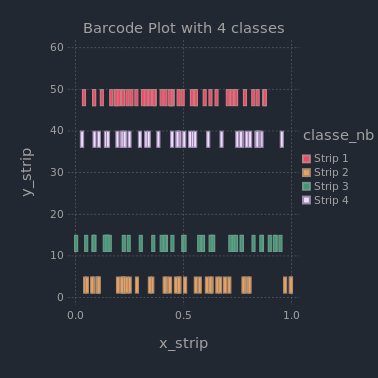 Barcode Plot with 4 classes
60
50
40
30
20
10
0
y_strip
0.0
0.5
1.0
x_strip
classe_nb
Strip 1
Strip 2
Strip 3
Strip 4